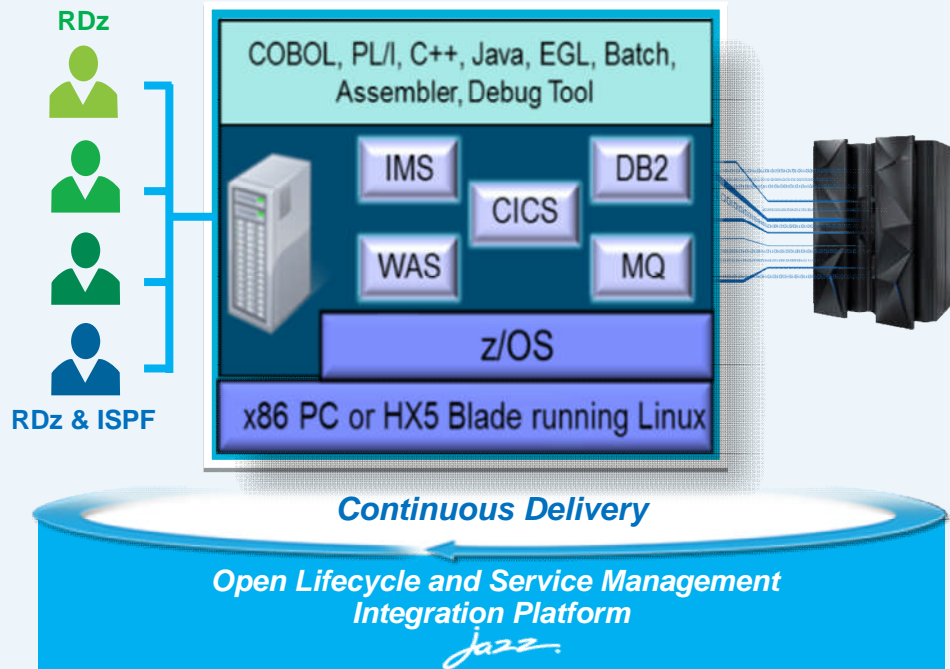 RDz
COBOL, PL/I, C++, Java, EGL, Batch,
Assembler, Debug Tool
IMS
DB2
CICS
WAS
MQ
z/OS
x86 PC or HX5 Blade running Linux
RDz & ISPF
Continuous Delivery
Open Lifecycle and Service Management
Integration Platform
jazz